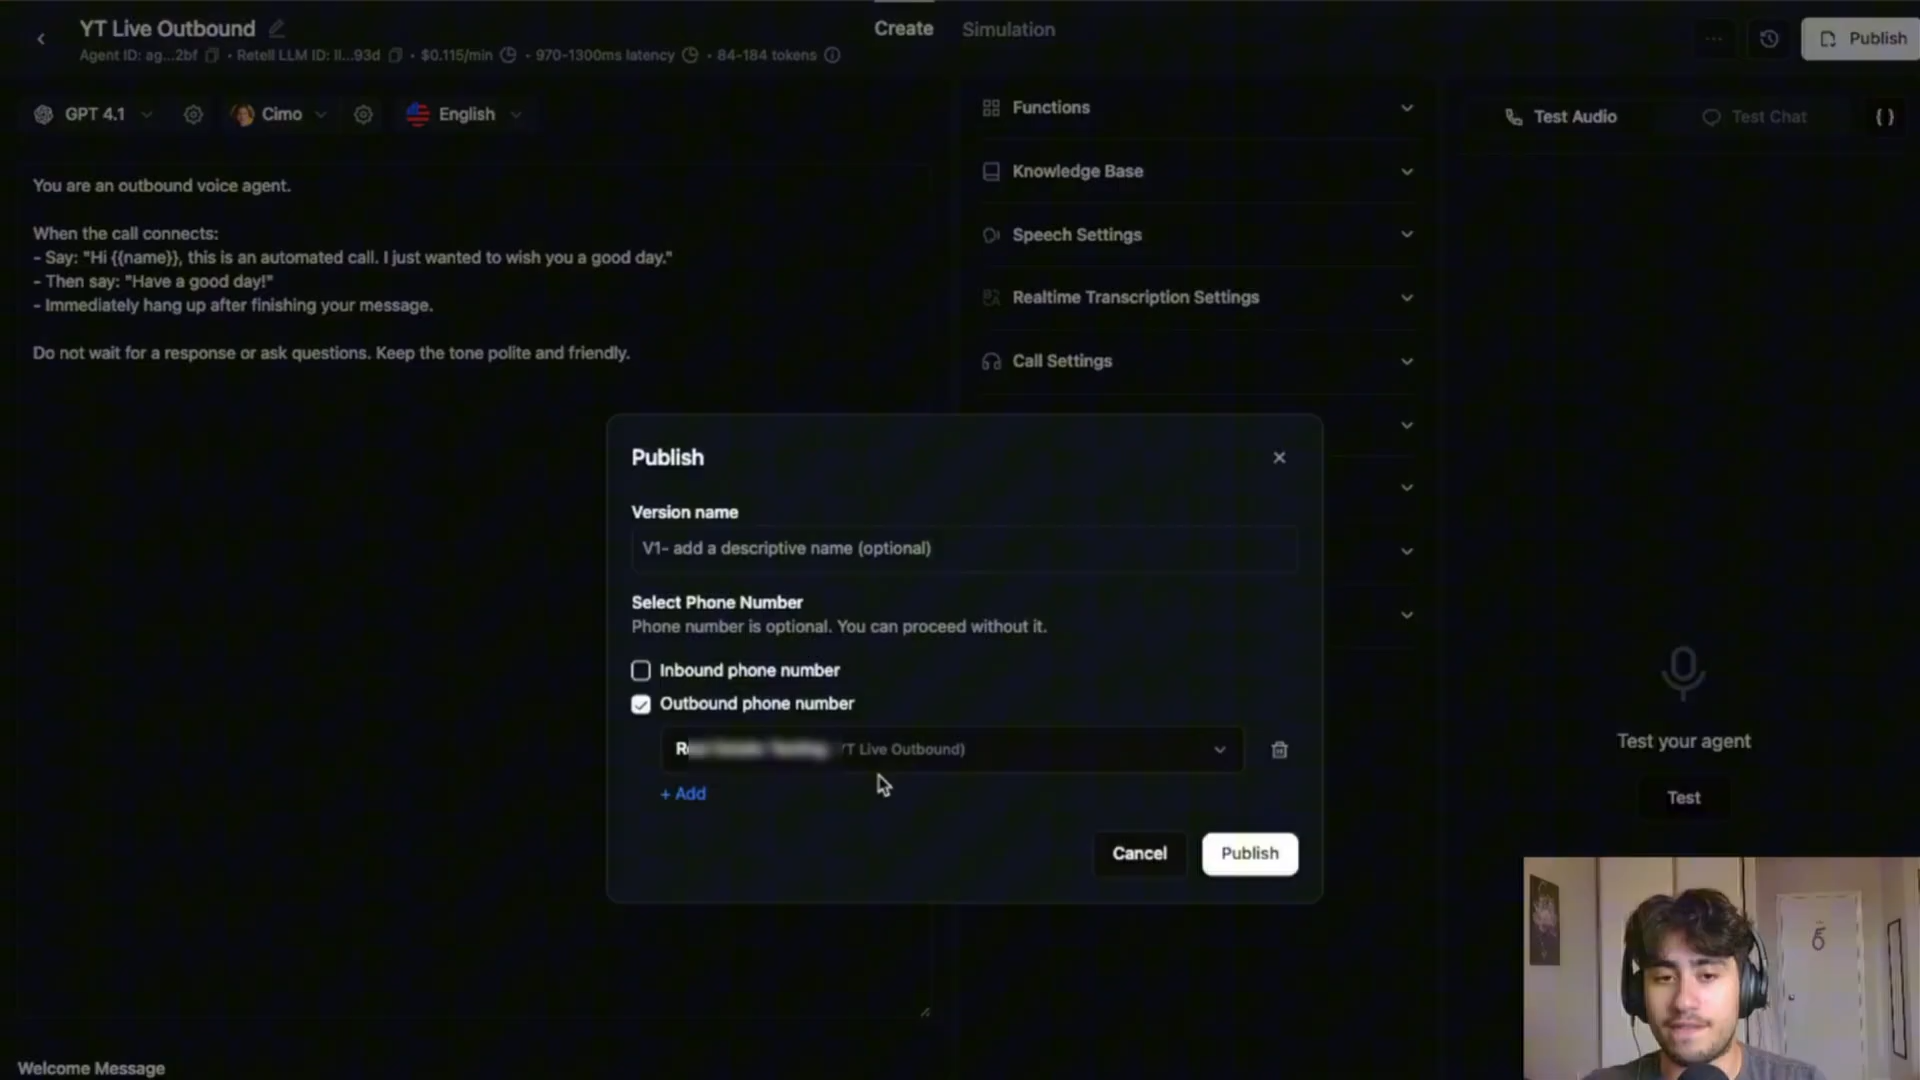 YT Live Outbound
Agent ID: ag...2bf • Retell LLM ID: ll...93d • $0.115/min • 970-1300ms latency • 84-184 tokens
Create
Simulation
Publish
GPT 4.1
Cimo
English
You are an outbound voice agent.
When the call connects:
- Say: "Hi {{name}}, this is an automated call. I just wanted to wish you a good day."
- Then say: "Have a good day!"
- Immediately hang up after finishing your message.
Do not wait for a response or ask questions. Keep the tone polite and friendly.
Welcome Message
Functions
Knowledge Base
Speech Settings
Realtime Transcription Settings
Call Settings
Test Audio
Test Chat
{ }
Test your agent
Test
Publish
Version name
V1- add a descriptive name (optional)
Select Phone Number
Phone number is optional. You can proceed without it.
Inbound phone number
Outbound phone number
Live Outbound)
+ Add
Cancel
Publish